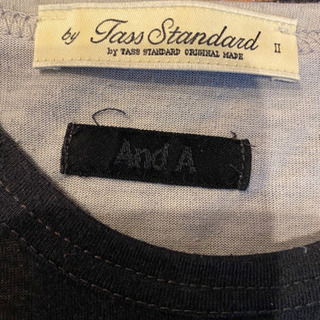 by Tass Standard II
by TASS STANDARD ORIGINAL MADE
And A